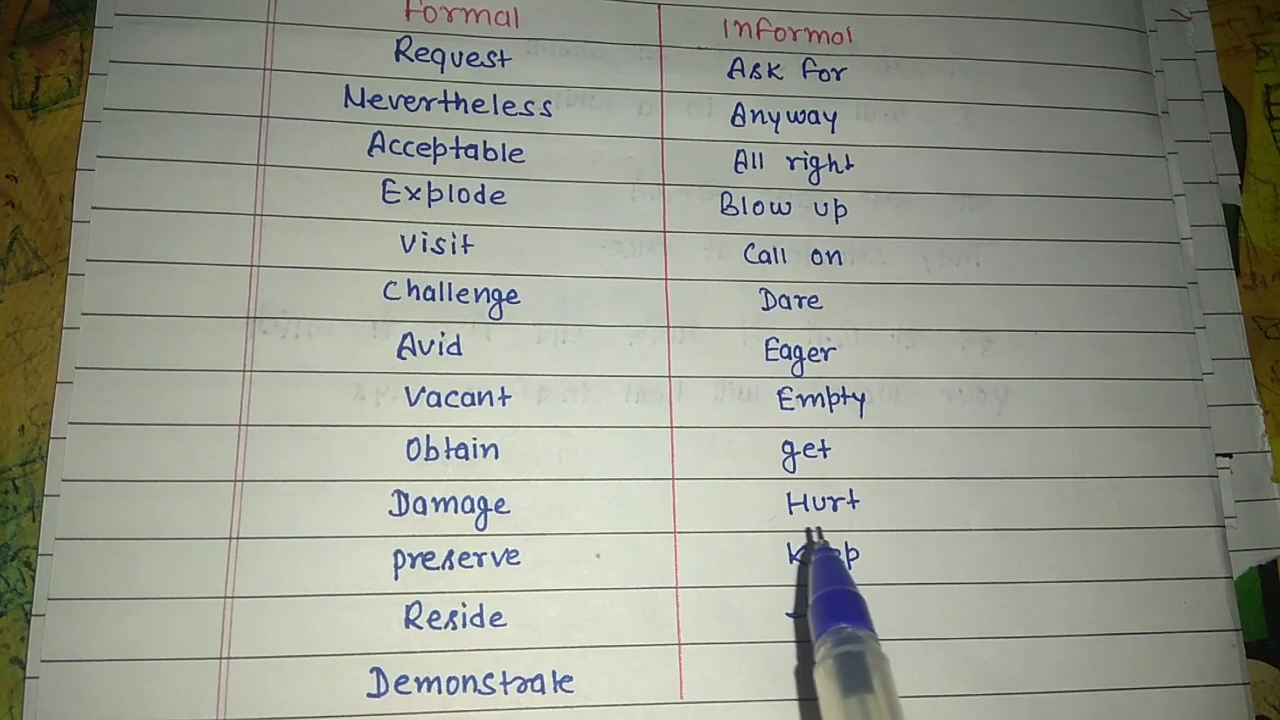 Formal Informal
Request Ask for
Nevertheless Anyway
Acceptable All right
Explode Blow up
Visit Call on
Challenge Dare
Avid Eager
Vacant Empty
Obtain get
Damage Hurt
preserve
Reside
Demonstrate